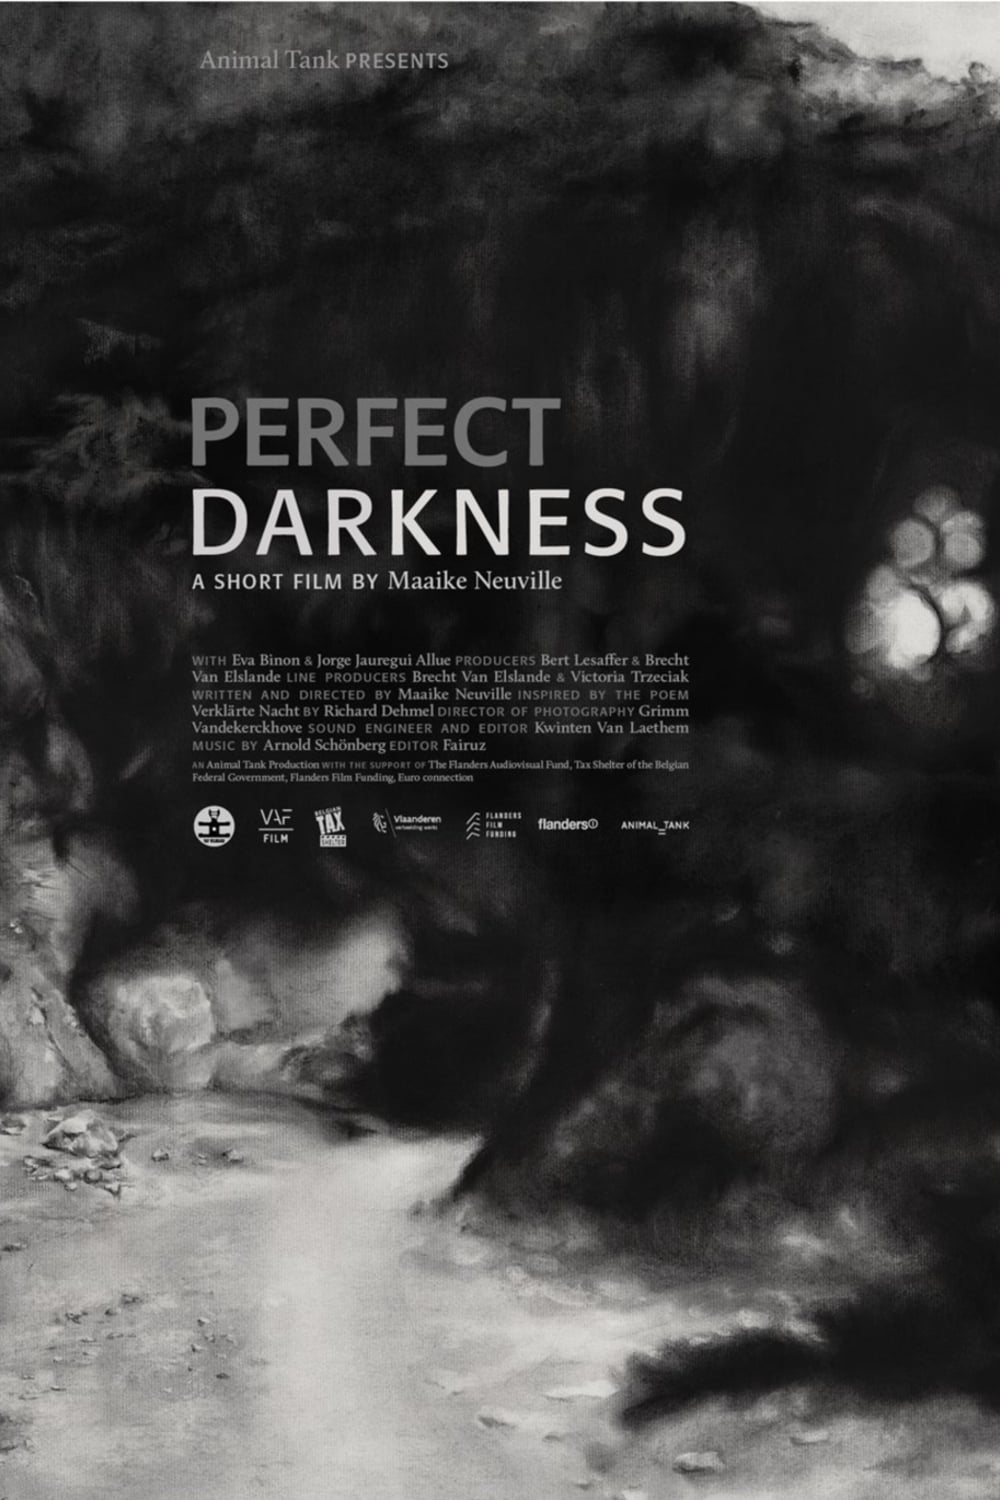 Animal Tank PRESENTS
PERFECT
DARKNESS
A SHORT FILM BY Maaike Neuville
WITH Eva Binon & Jorge Jauregui Allue PRODUCERS Bert Lesaffer & Brecht
Van Elslande LINE PRODUCERS Brecht Van Elslande & Victoria Trzeciak
WRITTEN AND DIRECTED BY Maaike Neuville INSPIRED BY THE POEM
Verklärte Nacht BY Richard Dehmel DIRECTOR OF PHOTOGRAPHY Grimm
Vandekerckhove SOUND ENGINEER AND EDITOR Kwinten Van Laethem
MUSIC BY Arnold Schönberg EDITOR Fairuz
AN Animal Tank Production WITH THE SUPPORT OF The Flanders Audiovisual Fund, Tax Shelter of the Belgian
Federal Government, Flanders Film Funding, Euro connection
VAF
FILM
BELGIAN
TAX
SHELTER
Vlaanderen
verbeelding werkt
FLANDERS
FILM
FUNDING
flanders
ANIMAL_TANK